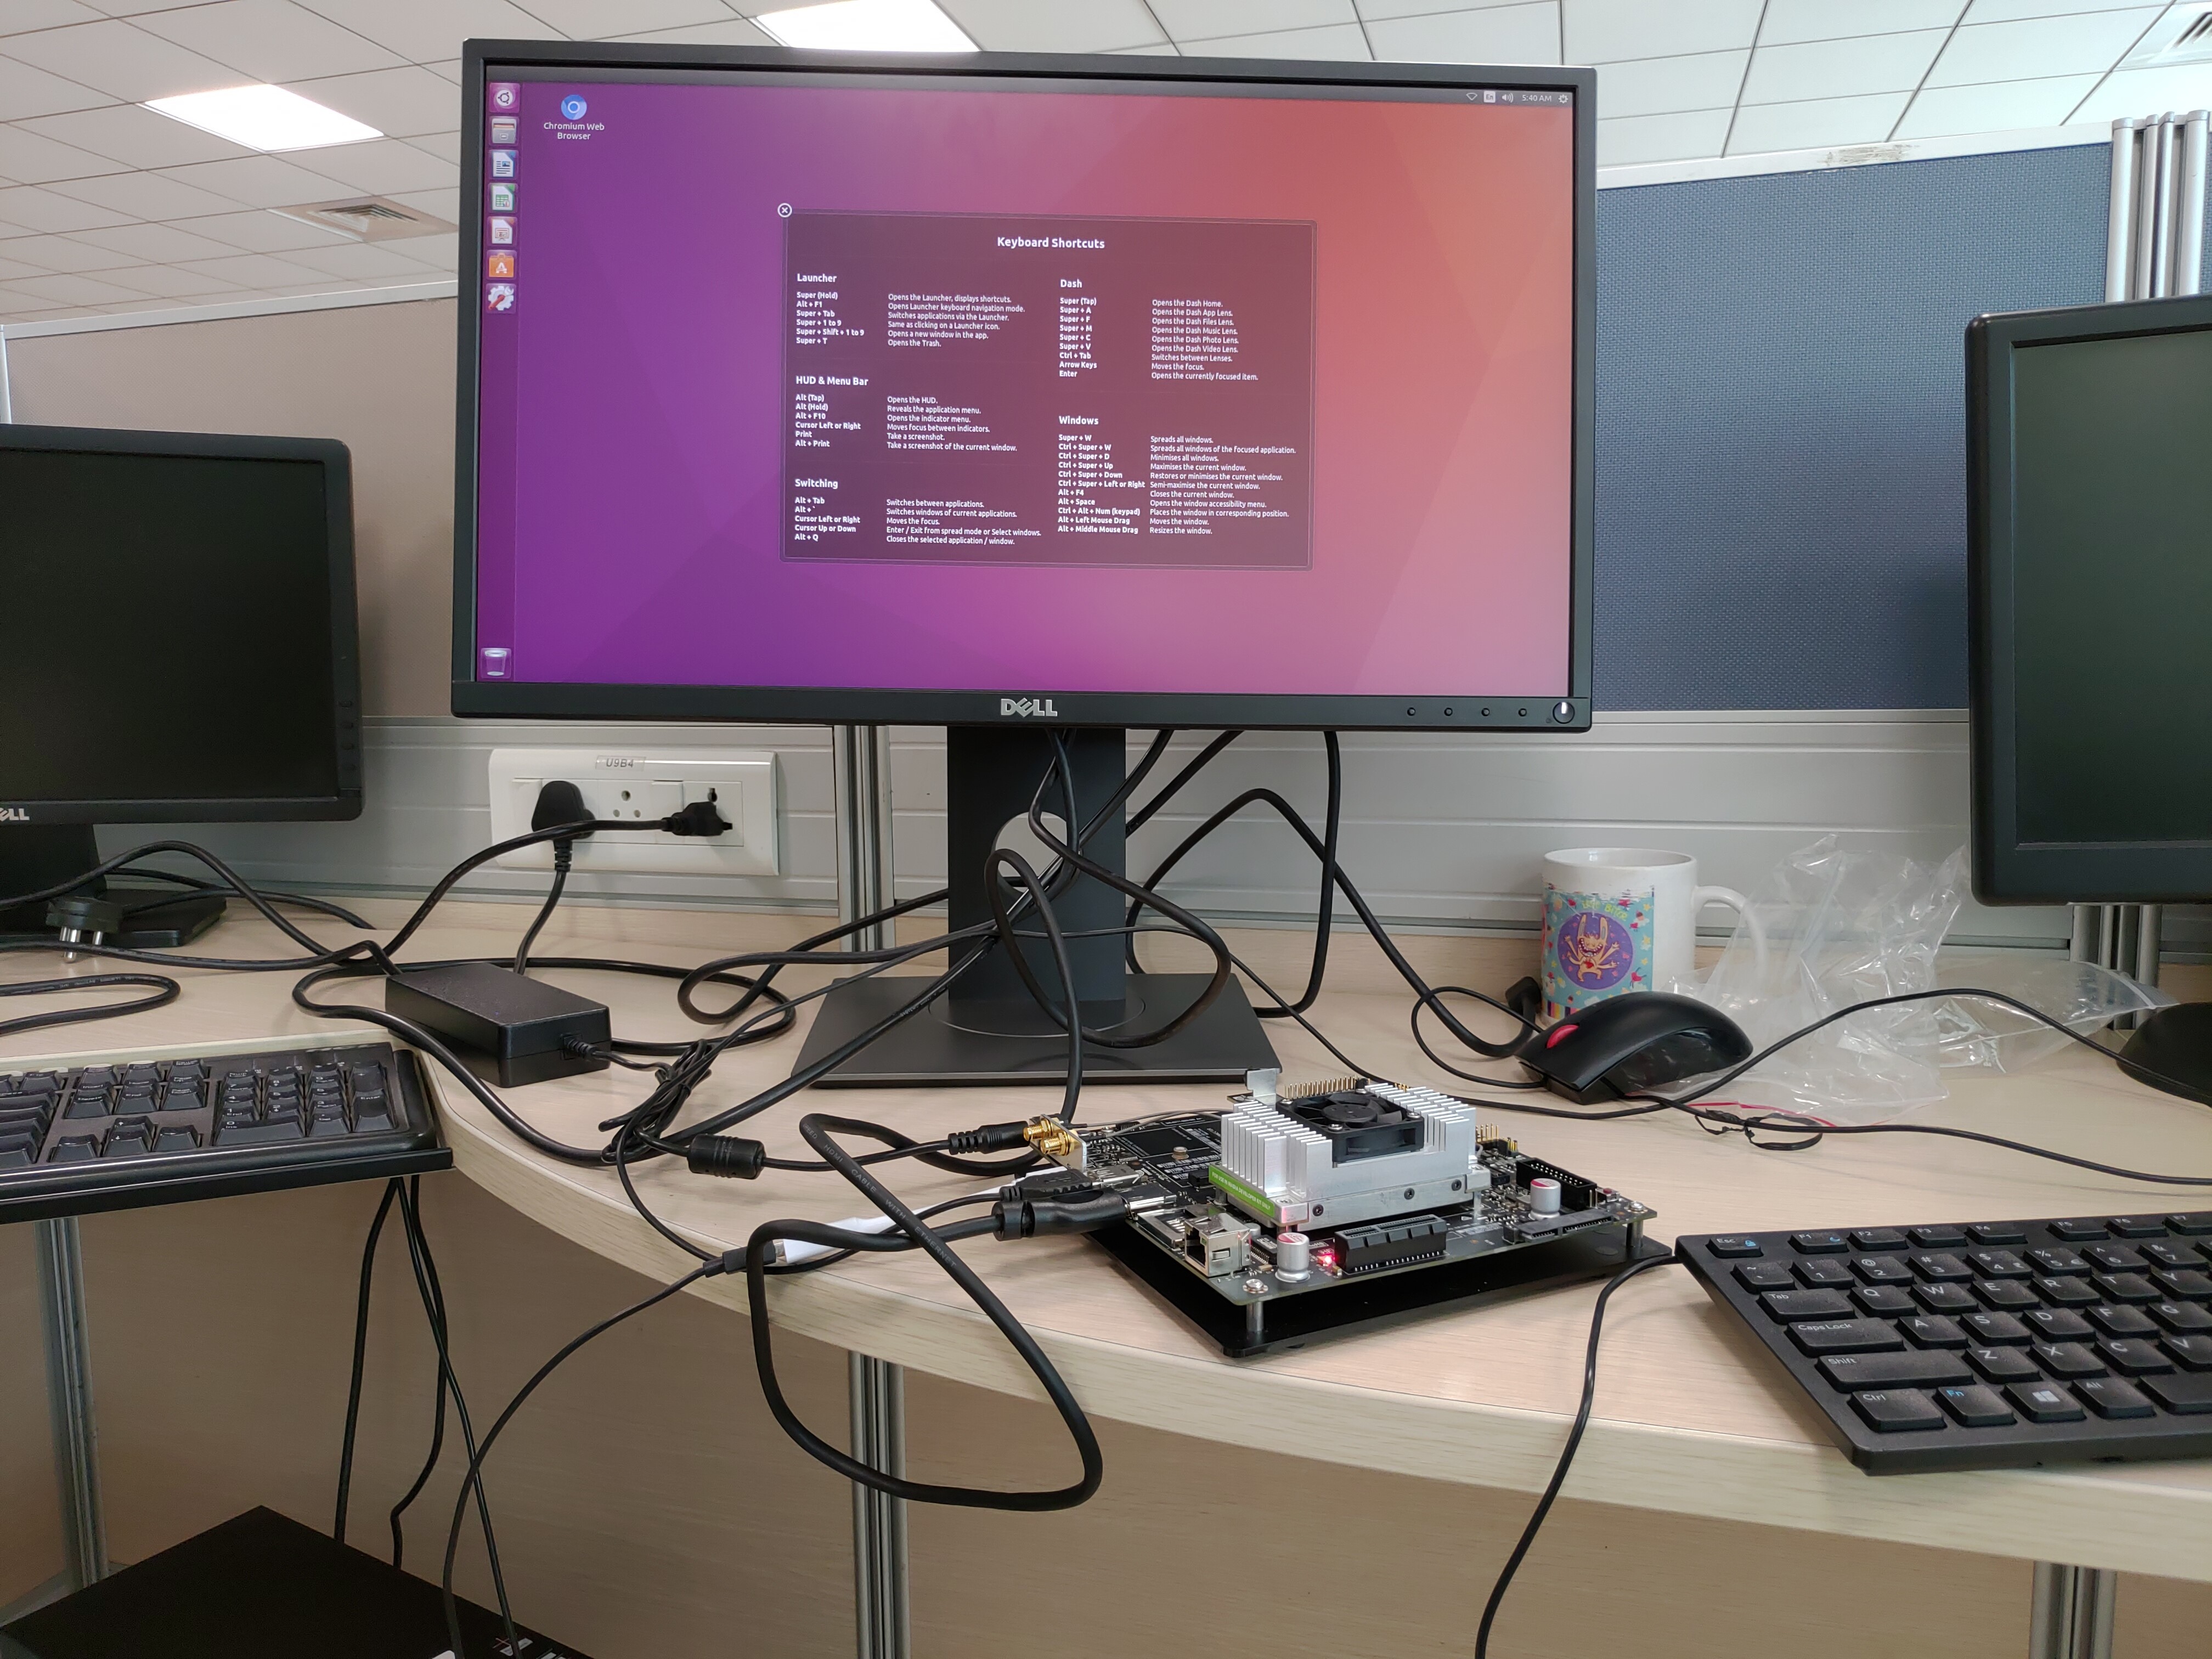 Chromium Web
Browser
En
5:40 AM
Keyboard Shortcuts
Launcher
Super (Hold) Opens the Launcher, displays shortcuts.
Alt + F1 Opens Launcher keyboard navigation mode.
Super + Tab Switches applications via the Launcher.
Super + 1 to 9 Same as clicking on a Launcher icon.
Super + Shift + 1 to 9 Opens a new window in the app.
Super + T Opens the Trash.
HUD & Menu Bar
Alt (Tap) Opens the HUD.
Alt (Hold) Reveals the application menu.
Alt + F10 Opens the indicator menu.
Cursor Left or Right Moves focus between indicators.
Print Take a screenshot.
Alt + Print Take a screenshot of the current window.
Switching
Alt + Tab Switches between applications.
Alt + ` Switches windows of current applications.
Cursor Left or Right Moves the focus.
Cursor Up or Down Enter / Exit from spread mode or Select windows.
Alt + Q Closes the selected application / window.
Dash
Super (Tap) Opens the Dash Home.
Super + A Opens the Dash App Lens.
Super + F Opens the Dash Files Lens.
Super + M Opens the Dash Music Lens.
Super + C Opens the Dash Photo Lens.
Super + V Opens the Dash Video Lens.
Ctrl + Tab Switches between Lenses.
Arrow Keys Moves the focus.
Enter Opens the currently focused item.
Windows
Super + W Spreads all windows.
Ctrl + Super + W Spreads all windows of the focused application.
Ctrl + Super + D Minimises all windows.
Ctrl + Super + Up Maximises the current window.
Ctrl + Super + Down Restores or minimises the current window.
Ctrl + Super + Left or Right Semi-maximise the current window.
Alt + F4 Closes the current window.
Alt + Space Opens the window accessibility menu.
Ctrl + Alt + Num (keypad) Places the window in corresponding position.
Alt + Left Mouse Drag Moves the window.
Alt + Middle Mouse Drag Resizes the window.
DELL
U9B4
HDMI CABLE WITH ETHERNET
Esc F1 F2 F3 F4 F5 F6
Tab Q W E R T Y
Caps Lock A S D F G
Shift Z X C V
Ctrl Fn Alt